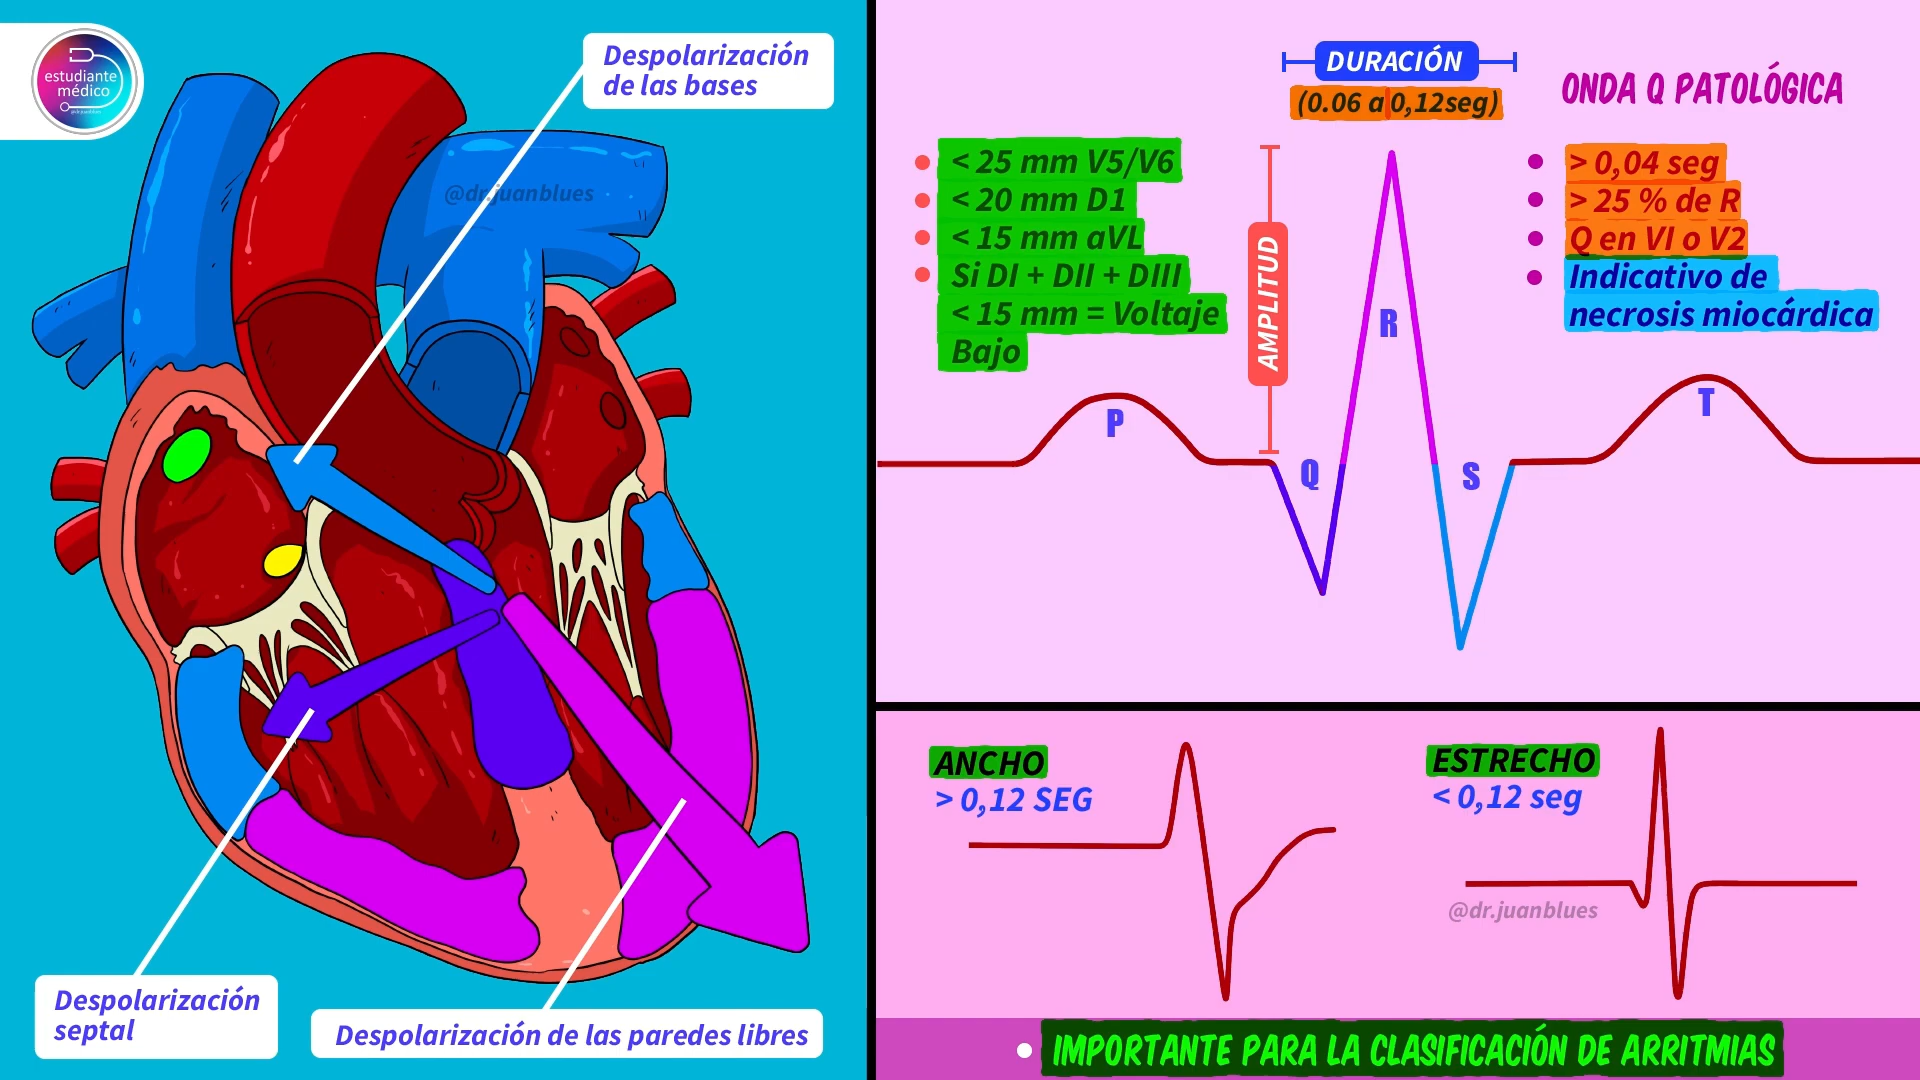 estudiante
médico
Despolarización
de las bases
@dr.juanblues
Despolarización
septal
Despolarización de las paredes libres
DURACIÓN
(0.06 a 0,12seg)
ONDA Q PATOLÓGICA
< 25 mm V5/V6
< 20 mm D1
< 15 mm aVL
Si DI + DII + DIII
< 15 mm = Voltaje
Bajo
AMPLITUD
> 0,04 seg
> 25 % de R
Q en VI o V2
Indicativo de
necrosis miocárdica
P
Q
R
S
T
ANCHO
> 0,12 SEG
ESTRECHO
< 0,12 seg
@dr.juanblues
IMPORTANTE PARA LA CLASIFICACIÓN DE ARRITMIAS